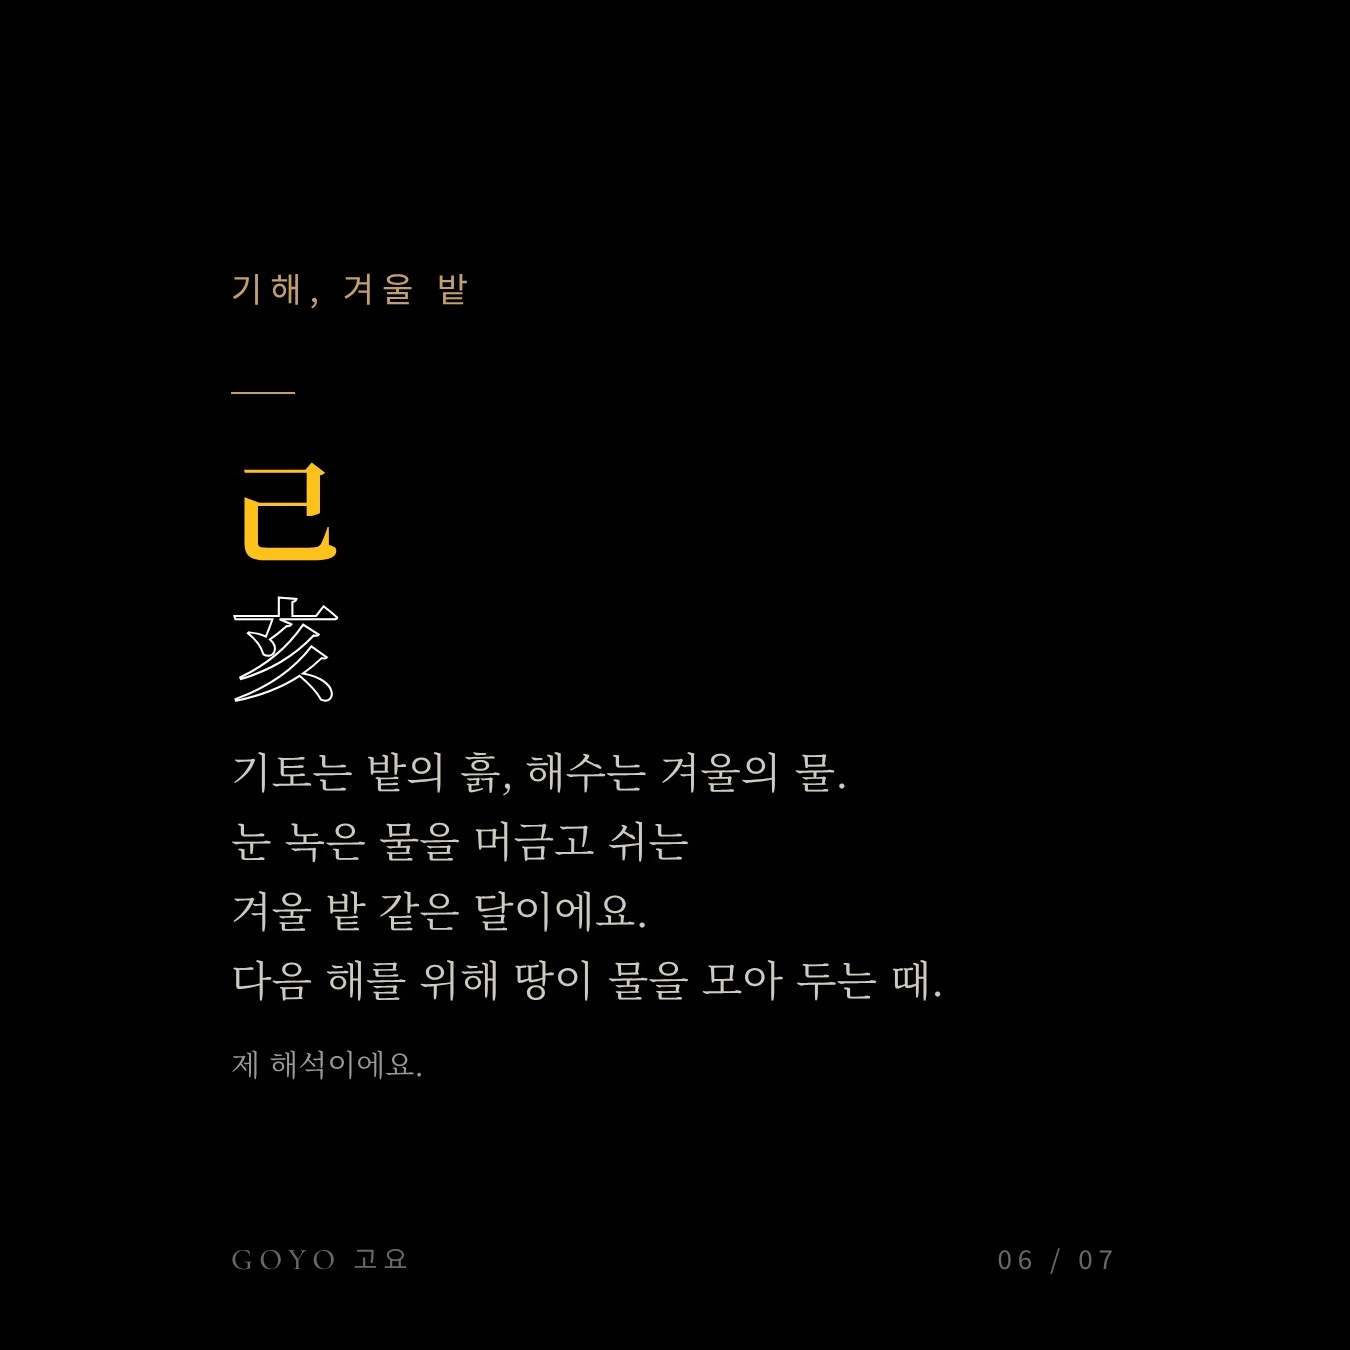 기해, 겨울 밭
己
亥
기토는 밭의 흙, 해수는 겨울의 물.
눈 녹은 물을 머금고 쉬는
겨울 밭 같은 달이에요.
다음 해를 위해 땅이 물을 모아 두는 때.
제 해석이에요.
GOYO 고요
06 / 07